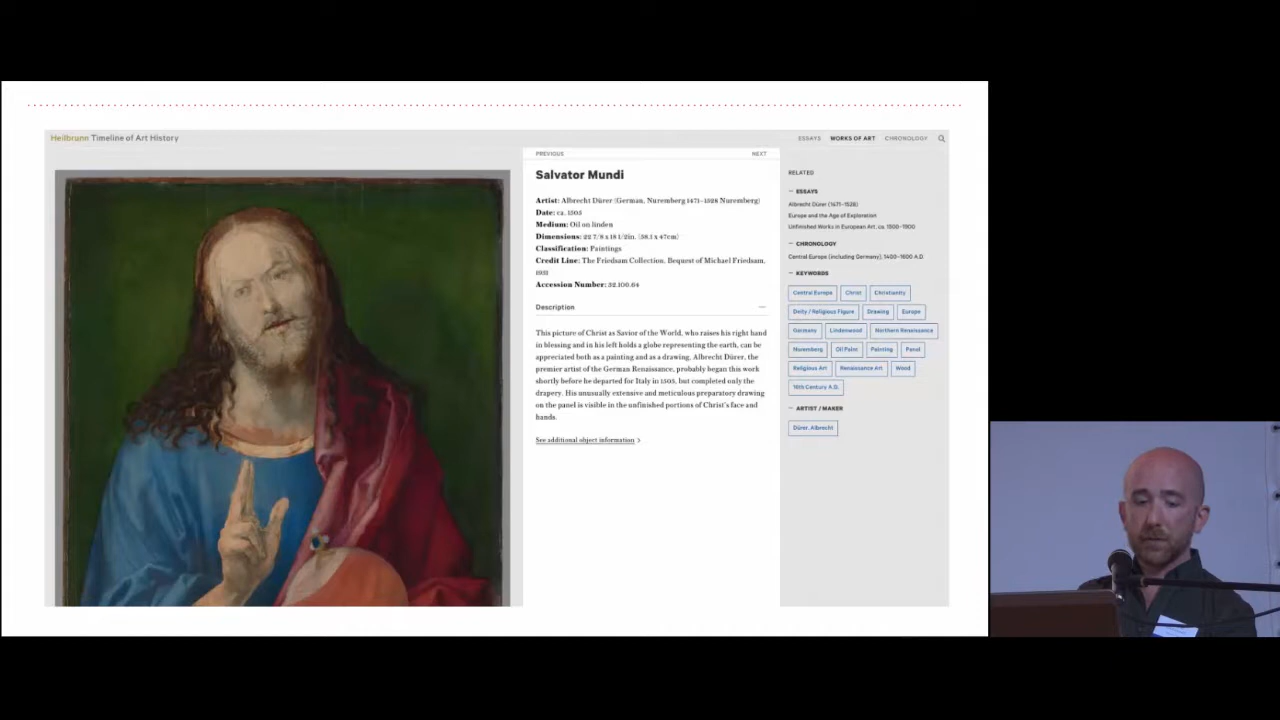 Heilbrunn Timeline of Art History
ESSAYS WORKS OF ART CHRONOLOGY
PREVIOUS NEXT
Salvator Mundi
Artist: Albrecht Dürer (German, Nuremberg 1471–1528 Nuremberg)
Date: ca. 1505
Medium: Oil on linden
Dimensions: 22 7/8 x 18 1/2in. (58.1 x 47cm)
Classification: Paintings
Credit Line: The Friedsam Collection, Bequest of Michael Friedsam,
1931
Accession Number: 32.100.64
Description
This picture of Christ as Savior of the World, who raises his right hand
in blessing and in his left holds a globe representing the earth, can be
appreciated both as a painting and as a drawing. Albrecht Dürer, the
premier artist of the German Renaissance, probably began this work
shortly before he departed for Italy in 1505, but completed only the
drapery. His unusually extensive and meticulous preparatory drawing
on the panel is visible in the unfinished portions of Christ's face and
hands.
See additional object information >
RELATED
— ESSAYS
Albrecht Dürer (1471–1528)
Europe and the Age of Exploration
Unfinished Works in European Art, ca. 1500–1900
— CHRONOLOGY
Central Europe (including Germany), 1400–1600 A.D
— KEYWORDS
Central Europe Christ Christianity
Deity / Religious Figure Drawing Europe
Germany Lindenwood Northern Renaissance
Nuremberg Oil Paint Painting Panel
Religious Art Renaissance Art Wood
16th Century A.D.
— ARTIST / MAKER
Dürer, Albrecht